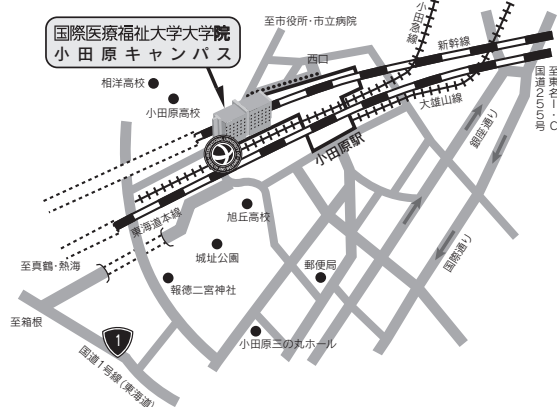 国際医療福祉大学大学院
小田原キャンパス
至市役所・市立病院
小田急線
新幹線
西口
相洋高校
小田原高校
大雄山線
至東名I・C
国道255号
銀座通り
小田原駅
東海道本線
旭丘高校
国際通り
城址公園
郵便局
至真鶴・熱海
報徳二宮神社
至箱根
1
小田原三の丸ホール
国道1号線(東海道)